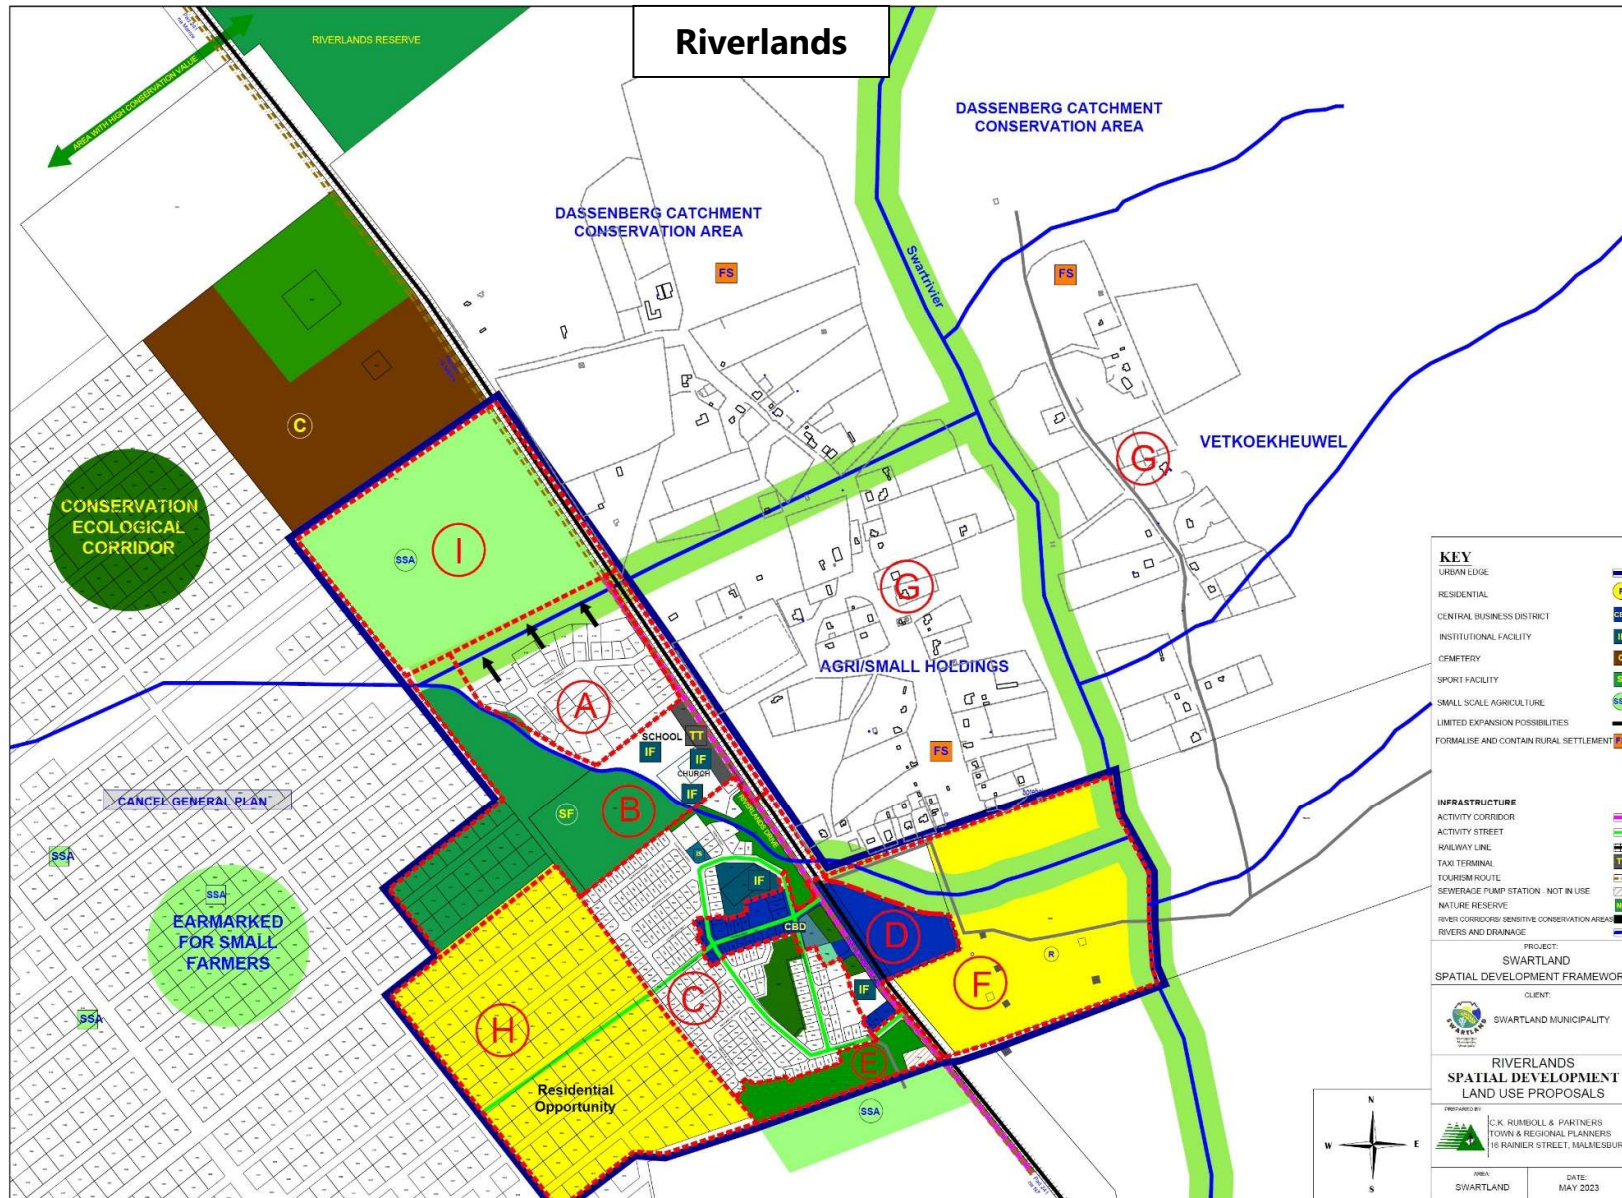 Riverlands
RIVERLANDS RESERVE
AREA WITH HIGH CONSERVATION VALUE
DASSENBERG CATCHMENT
CONSERVATION AREA
DASSENBERG CATCHMENT
CONSERVATION AREA
FS
FS
Swartrivier
C
CONSERVATION
ECOLOGICAL
CORRIDOR
SSA
I
G
VETKOEKHEUWEL
G
AGRI/SMALL HOLDINGS
A
SCHOOL
TT
IF
IF
CHURCH
IF
FS
CANCEL GENERAL PLAN
SF
B
RIVERLANDS DRIVE
SSA
SSA
EARMARKED
FOR SMALL
FARMERS
SSA
IF
CBD
D
R
F
IF
C
H
E
Residential
Opportunity
SSA
KEY
URBAN EDGE
RESIDENTIAL
CENTRAL BUSINESS DISTRICT
INSTITUTIONAL FACILITY
CEMETERY
SPORT FACILITY
SMALL SCALE AGRICULTURE
LIMITED EXPANSION POSSIBILITIES
FORMALISE AND CONTAIN RURAL SETTLEMENT
INFRASTRUCTURE
ACTIVITY CORRIDOR
ACTIVITY STREET
RAILWAY LINE
TAXI TERMINAL
TOURISM ROUTE
SEWERAGE PUMP STATION - NOT IN USE
NATURE RESERVE
RIVER CORRIDORS/ SENSITIVE CONSERVATION AREAS
RIVERS AND DRAINAGE
PROJECT:
SWARTLAND
SPATIAL DEVELOPMENT FRAMEWOR
CLIENT:
SWARTLAND
SWARTLAND MUNICIPALITY
RIVERLANDS
SPATIAL DEVELOPMENT
LAND USE PROPOSALS
PREPARED BY
C.K. RUMBOLL & PARTNERS
TOWN & REGIONAL PLANNERS
16 RAINIER STREET, MALMESBUR
AREA:
SWARTLAND
DATE:
MAY 2023
N
W
E
S